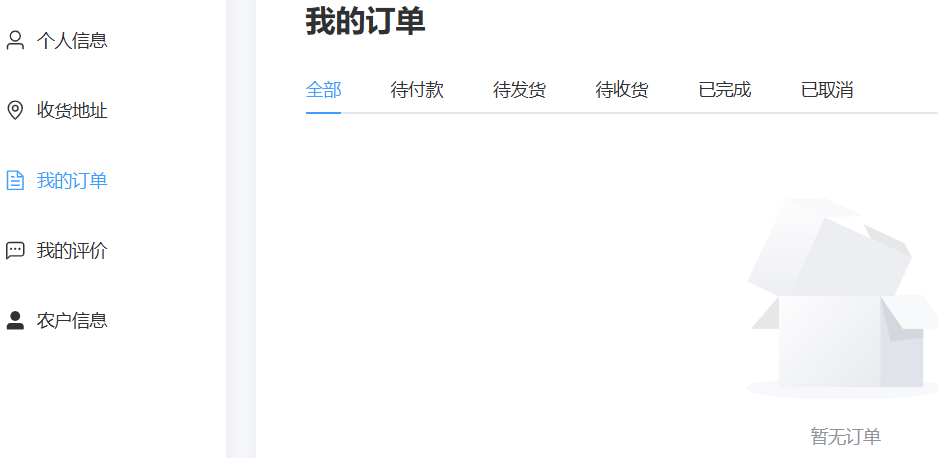 个人信息
收货地址
我的订单
我的评价
农户信息
我的订单
全部 待付款 待发货 待收货 已完成 已取消
暂无订单